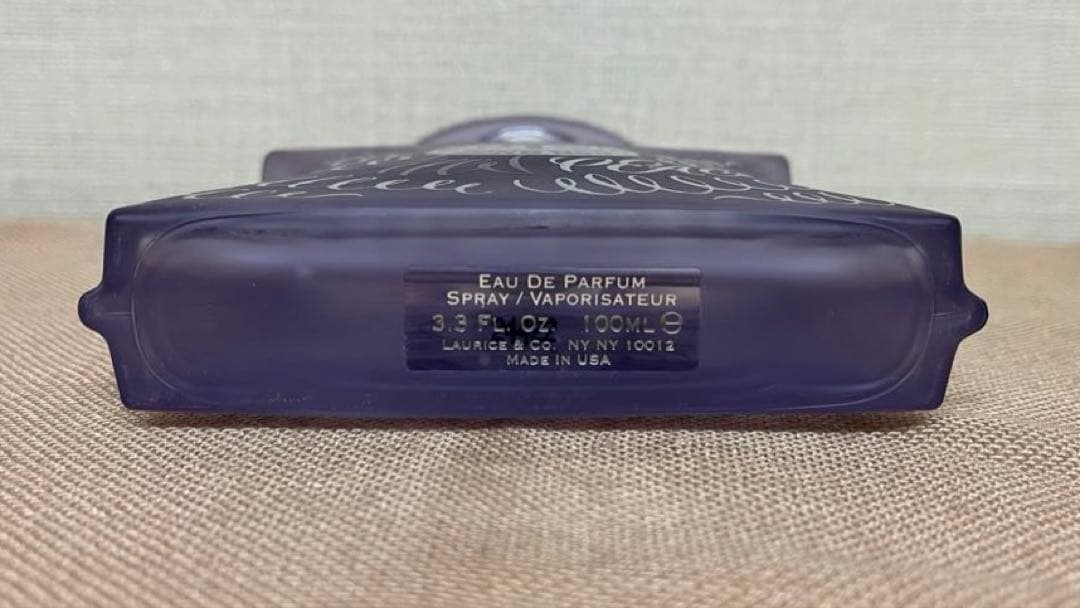 EAU DE PARFUM
SPRAY / VAPORISATEUR
3.3 FL. OZ. 100ML ℮
LAURICE & CO. NY NY 10012
MADE IN USA